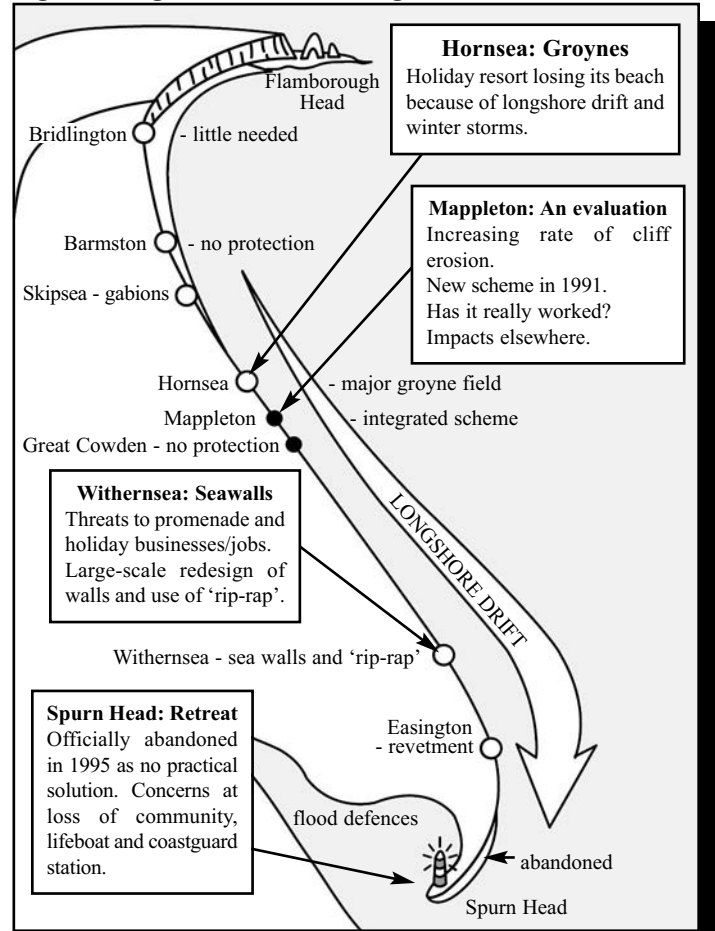 Hornsea: Groynes
Holiday resort losing its beach
because of longshore drift and
winter storms.
Flamborough
Head
Bridlington
- little needed
Mappleton: An evaluation
Increasing rate of cliff
erosion.
New scheme in 1991.
Has it really worked?
Impacts elsewhere.
Barmston
- no protection
Skipsea - gabions
Hornsea
- major groyne field
Mappleton
- integrated scheme
Great Cowden - no protection
Withernsea: Seawalls
Threats to promenade and
holiday businesses/jobs.
Large-scale redesign of
walls and use of ‘rip-rap’.
LONGSHORE DRIFT
Withernsea - sea walls and ‘rip-rap’
Spurn Head: Retreat
Officially abandoned
in 1995 as no practical
solution. Concerns at
loss of community,
lifeboat and coastguard
station.
Easington
- revetment
flood defences
abandoned
Spurn Head